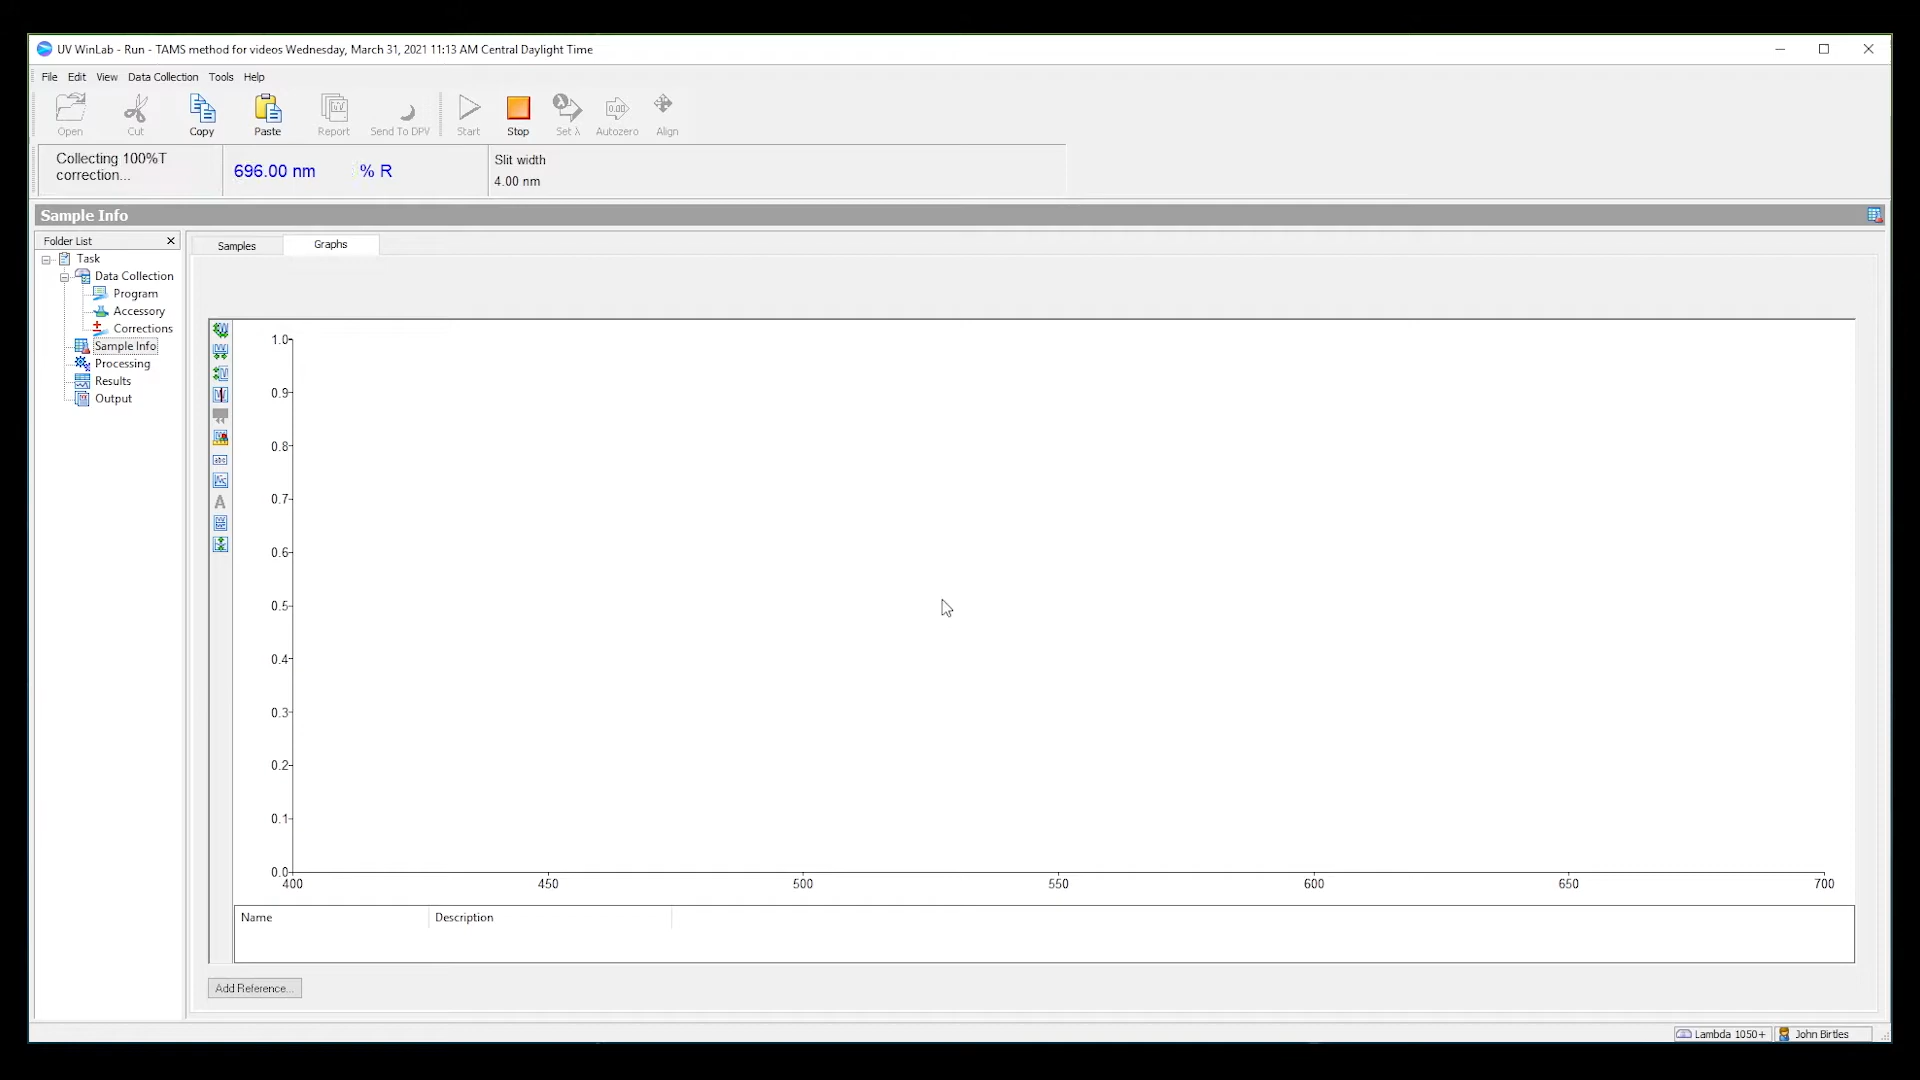 UV WinLab - Run - TAMS method for videos Wednesday, March 31, 2021 11:13 AM Central Daylight Time
File Edit View Data Collection Tools Help
Open Cut Copy Paste Report Send To DPV Start Stop Set λ Autozero Align
Collecting 100%T
correction...
696.00 nm % R
Slit width
4.00 nm
Sample Info
Folder List
Task
Data Collection
Program
Accessory
Corrections
Sample Info
Processing
Results
Output
Samples Graphs
1.0
0.9
0.8
0.7
0.6
0.5
0.4
0.3
0.2
0.1
0.0
400 450 500 550 600 650 700
Name Description
Add Reference...
Lambda 1050+ John Birtles